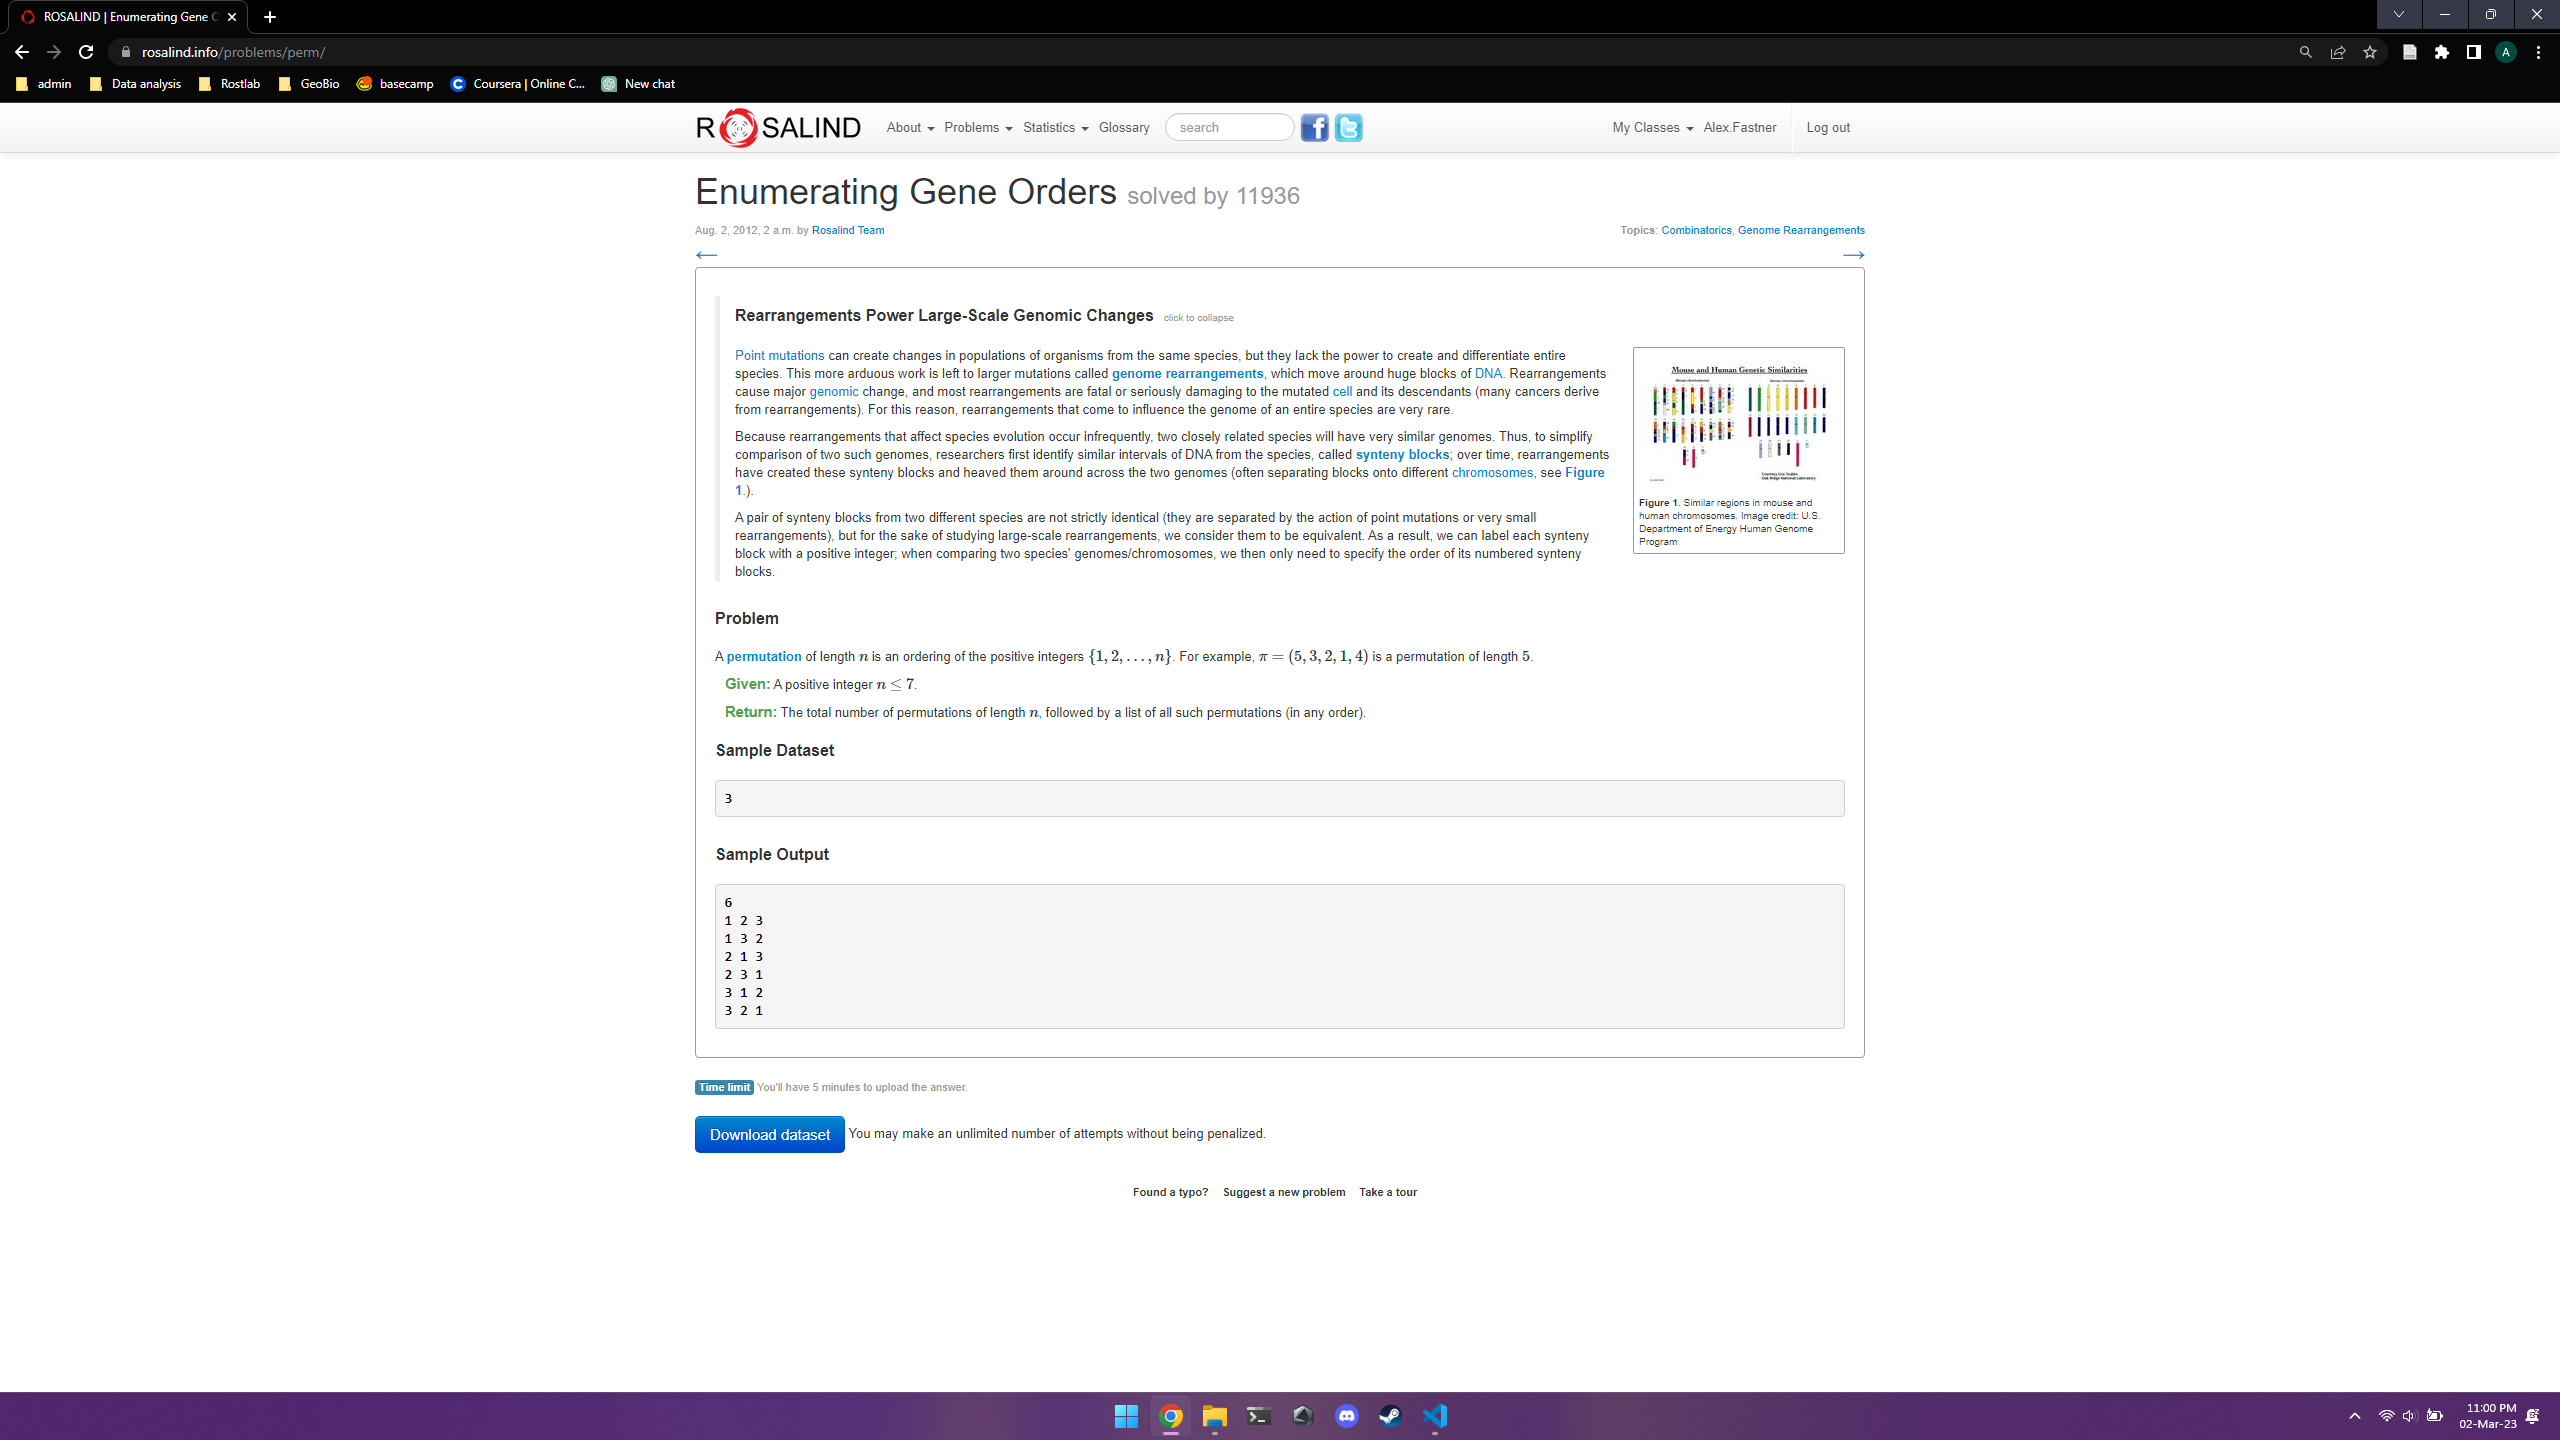 ROSALIND | Enumerating Gene O
rosalind.info/problems/perm/
A
admin Data analysis Rostlab GeoBio basecamp Coursera | Online C... New chat
ROSALIND About Problems Statistics Glossary search My Classes Alex.Fastner Log out
Enumerating Gene Orders solved by 11936
Aug. 2, 2012, 2 a.m. by Rosalind Team Topics: Combinatorics, Genome Rearrangements
← →
Rearrangements Power Large-Scale Genomic Changes click to collapse
Point mutations can create changes in populations of organisms from the same species, but they lack the power to create and differentiate entire
species. This more arduous work is left to larger mutations called genome rearrangements, which move around huge blocks of DNA. Rearrangements
cause major genomic change, and most rearrangements are fatal or seriously damaging to the mutated cell and its descendants (many cancers derive
from rearrangements). For this reason, rearrangements that come to influence the genome of an entire species are very rare.
Because rearrangements that affect species evolution occur infrequently, two closely related species will have very similar genomes. Thus, to simplify
comparison of two such genomes, researchers first identify similar intervals of DNA from the species, called synteny blocks; over time, rearrangements
have created these synteny blocks and heaved them around across the two genomes (often separating blocks onto different chromosomes, see Figure
1.).
A pair of synteny blocks from two different species are not strictly identical (they are separated by the action of point mutations or very small
rearrangements), but for the sake of studying large-scale rearrangements, we consider them to be equivalent. As a result, we can label each synteny
block with a positive integer; when comparing two species' genomes/chromosomes, we then only need to specify the order of its numbered synteny
blocks.
Mouse and Human Genetic Similarities
Mouse chromosomes Human chromosomes
Oak Ridge National Laboratory
Figure 1. Similar regions in mouse and
human chromosomes. Image credit: U.S.
Department of Energy Human Genome
Program
Problem
A permutation of length n is an ordering of the positive integers {1, 2, …, n}. For example, π = (5, 3, 2, 1, 4) is a permutation of length 5.
Given: A positive integer n ≤ 7.
Return: The total number of permutations of length n, followed by a list of all such permutations (in any order).
Sample Dataset
3
Sample Output
6
1 2 3
1 3 2
2 1 3
2 3 1
3 1 2
3 2 1
Time limit You'll have 5 minutes to upload the answer.
Download dataset You may make an unlimited number of attempts without being penalized.
Found a typo? Suggest a new problem Take a tour
11:00 PM
02-Mar-23